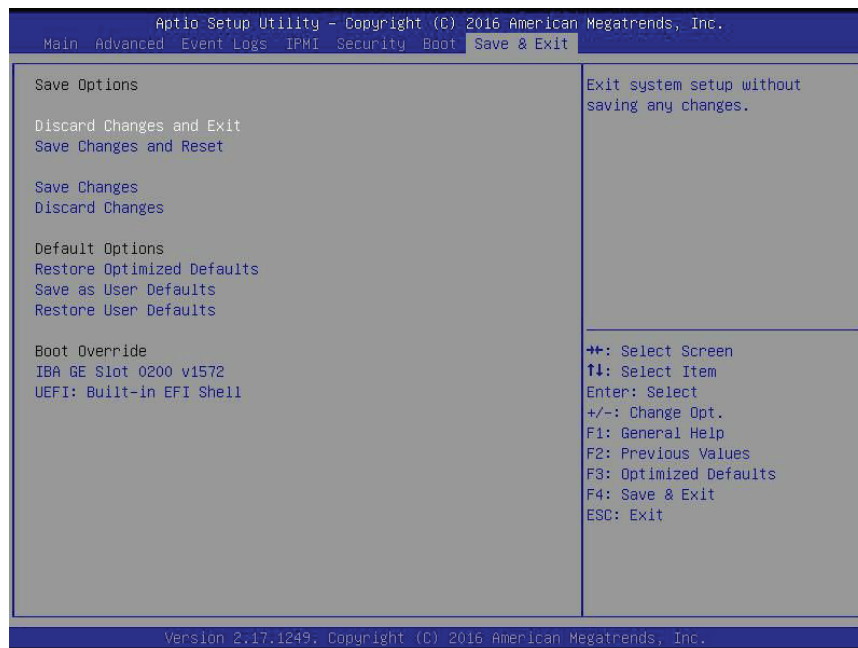 Aptio Setup Utility – Copyright (C) 2016 American Megatrends, Inc.
Main Advanced Event Logs IPMI Security Boot Save & Exit
Save Options
Discard Changes and Exit
Save Changes and Reset
Save Changes
Discard Changes
Default Options
Restore Optimized Defaults
Save as User Defaults
Restore User Defaults
Boot Override
IBA GE Slot 0200 v1572
UEFI: Built-in EFI Shell
Exit system setup without
saving any changes.
→←: Select Screen
↑↓: Select Item
Enter: Select
+/-: Change Opt.
F1: General Help
F2: Previous Values
F3: Optimized Defaults
F4: Save & Exit
ESC: Exit
Version 2.17.1249. Copyright (C) 2016 American Megatrends, Inc.